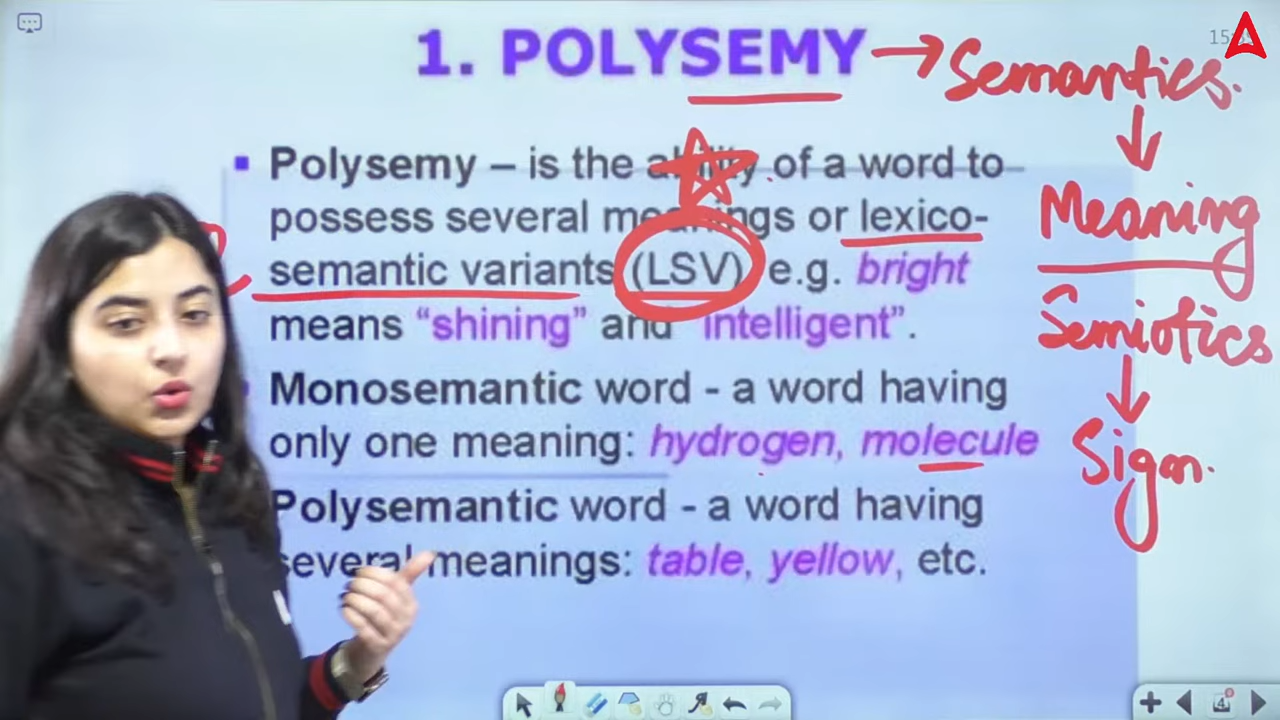 1. POLYSEMY → Semantics.
↓
Meaning
Semiotics
↓
Sign.
Polysemy – is the ability of a word to
possess several meanings or lexico-
semantic variants (LSV) e.g. bright
means “shining” and “intelligent”.
Monosemantic word - a word having
only one meaning: hydrogen, molecule
Polysemantic word - a word having
several meanings: table, yellow, etc.